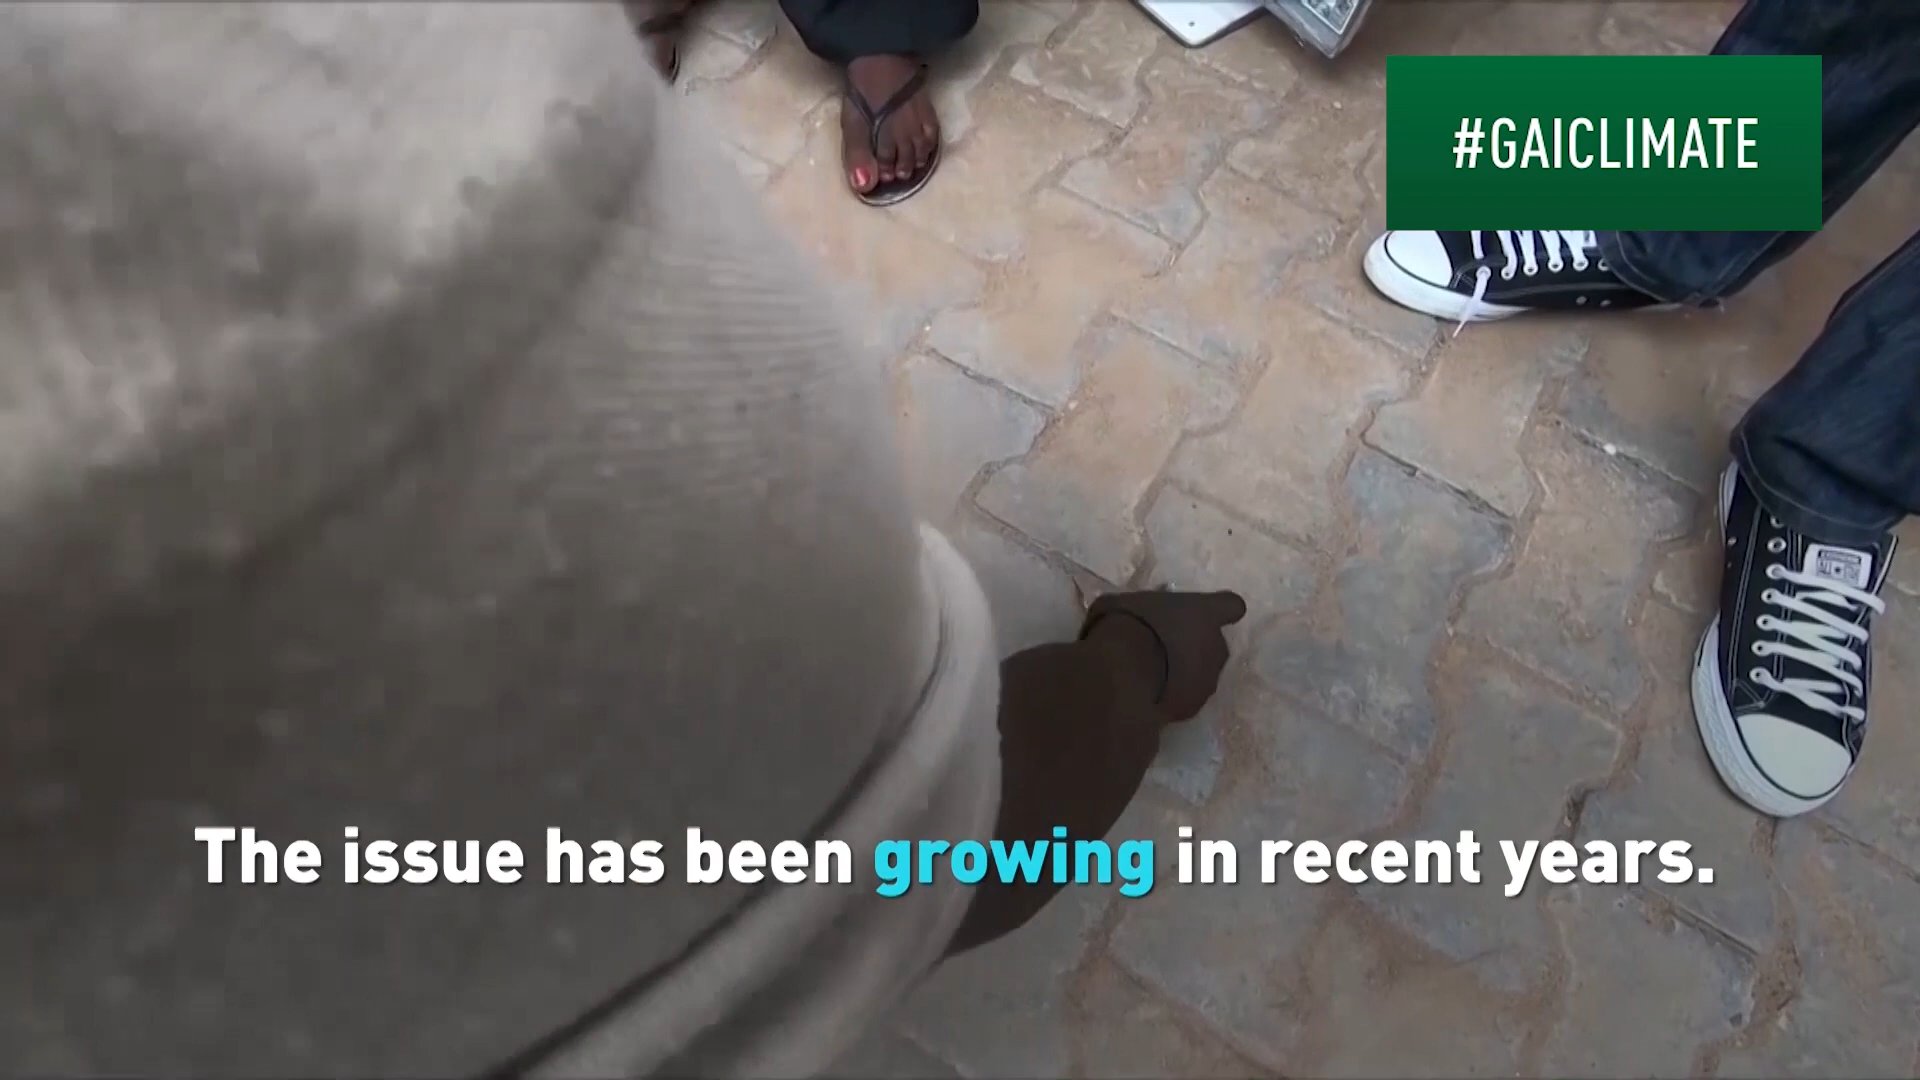 #GAICLIMATE
The issue has been growing in recent years.